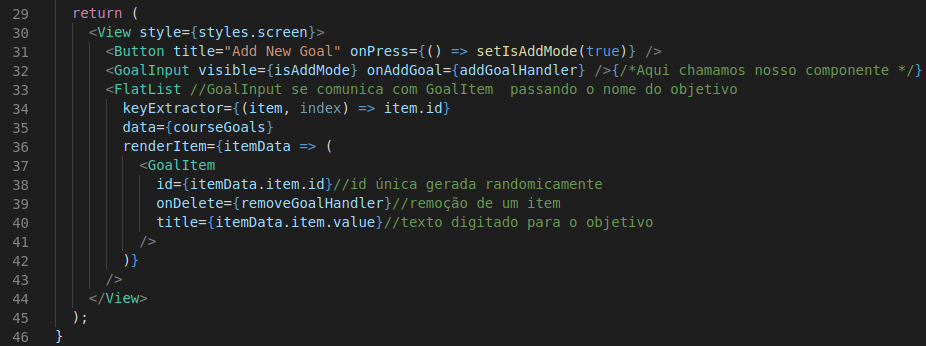 29 return (
30 <View style={styles.screen}>
31 <Button title="Add New Goal" onPress={() => setIsAddMode(true)} />
32 <GoalInput visible={isAddMode} onAddGoal={addGoalHandler} />{/*Aqui chamamos nosso componente */}
33 <FlatList //GoalInput se comunica com GoalItem  passando o nome do objetivo
34 keyExtractor={(item, index) => item.id}
35 data={courseGoals}
36 renderItem={itemData => (
37 <GoalItem
38 id={itemData.item.id}//id única gerada randomicamente
39 onDelete={removeGoalHandler}//remoção de um item
40 title={itemData.item.value}//texto digitado para o objetivo
41 />
42 )}
43 />
44 </View>
45 );
46 }